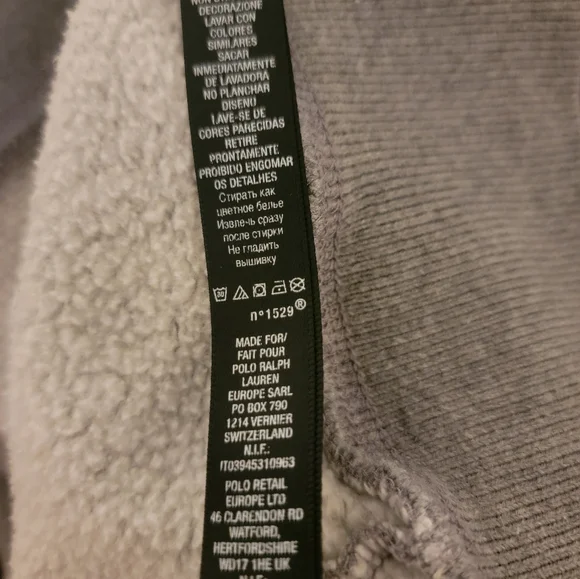 DECORAZIONE
LAVAR CON
COLORES
SIMILARES
SACAR
INMEDIATAMENTE
DE LAVADORA
NO PLANCHAR
DISEÑO
LAVE-SE DE
CORES PARECIDAS
RETIRE
PRONTAMENTE
PROIBIDO ENGOMAR
OS DETALHES
Стирать как
цветное белье
Извлечь сразу
после стирки
Не гладить
вышивку
30
nº1529®
MADE FOR/
FAIT POUR
POLO RALPH
LAUREN
EUROPE SARL
PO BOX 790
1214 VERNIER
SWITZERLAND
N.I.F.:
IT03945310963
POLO RETAIL
EUROPE LTD
46 CLARENDON RD
WATFORD,
HERTFORDSHIRE
WD17 1HE UK
N.I.F.